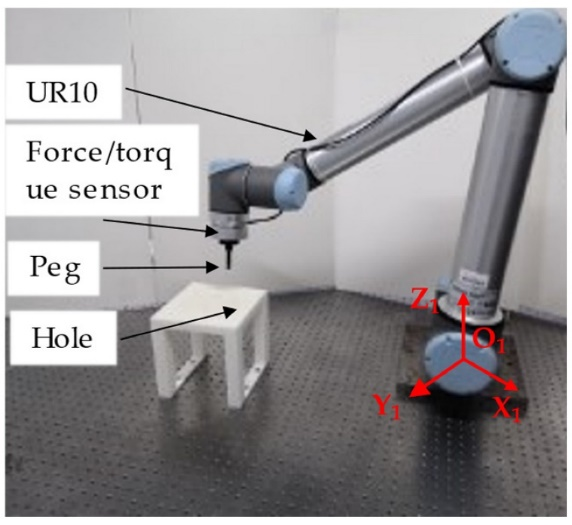 UR10
Force/torq
ue sensor
Peg
Hole
Z1
O1
Y1
X1